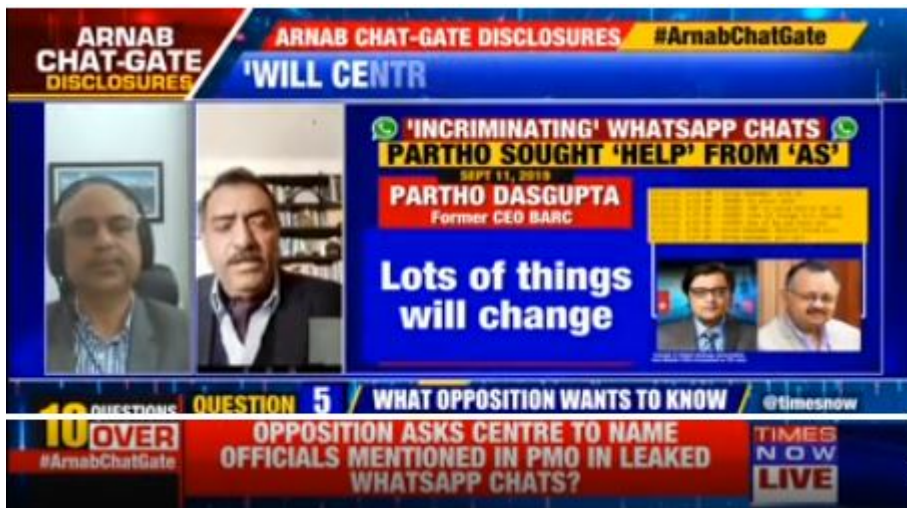 ARNAB
CHAT-GATE
DISCLOSURES
ARNAB CHAT-GATE DISCLOSURES #ArnabChatGate
'WILL CENTR
'INCRIMINATING' WHATSAPP CHATS
PARTHO SOUGHT 'HELP' FROM 'AS'
SEPT 11, 2019
PARTHO DASGUPTA
Former CEO BARC
Lots of things
will change
10 QUESTIONS
OVER
#ArnabChatGate
QUESTION 5 WHAT OPPOSITION WANTS TO KNOW @timesnow
OPPOSITION ASKS CENTRE TO NAME
OFFICIALS MENTIONED IN PMO IN LEAKED
WHATSAPP CHATS?
TIMES
NOW
LIVE